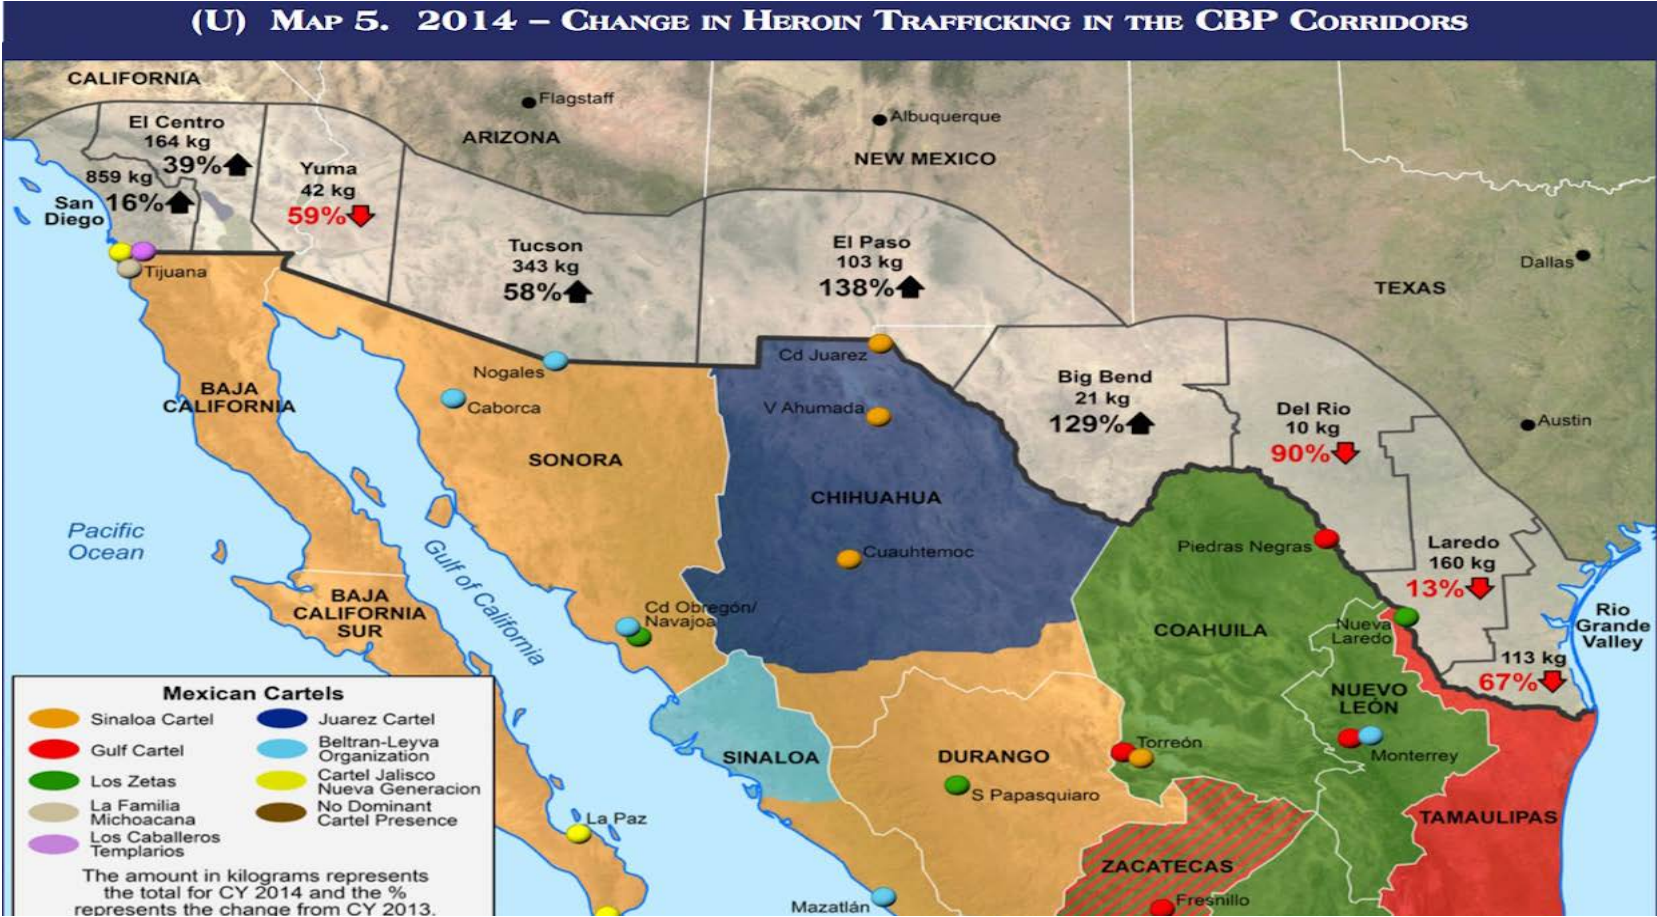 (U) MAP 5. 2014 – CHANGE IN HEROIN TRAFFICKING IN THE CBP CORRIDORS
CALIFORNIA
Flagstaff
ARIZONA
Albuquerque
NEW MEXICO
El Centro
164 kg
39%
859 kg
16%
San
Diego
Yuma
42 kg
59%
Tijuana
Tucson
343 kg
58%
El Paso
103 kg
138%
Dallas
TEXAS
Cd Juarez
Nogales
Caborca
V Ahumada
Big Bend
21 kg
129%
Del Rio
10 kg
90%
Austin
BAJA
CALIFORNIA
SONORA
CHIHUAHUA
Pacific
Ocean
Gulf of California
Cuauhtemoc
Piedras Negras
Laredo
160 kg
13%
Rio
Grande
Valley
113 kg
67%
BAJA
CALIFORNIA
SUR
Cd Obregón/
Navajoa
COAHUILA
Nueva
Laredo
NUEVO
LEÓN
Monterrey
SINALOA
DURANGO
Torreón
S Papasquiaro
TAMAULIPAS
ZACATECAS
Fresnillo
La Paz
Mazatlán
Mexican Cartels
Sinaloa Cartel
Gulf Cartel
Los Zetas
La Familia
Michoacana
Los Caballeros
Templarios
Juarez Cartel
Beltran-Leyva
Organization
Cartel Jalisco
Nueva Generacion
No Dominant
Cartel Presence
The amount in kilograms represents
the total for CY 2014 and the %
represents the change from CY 2013.